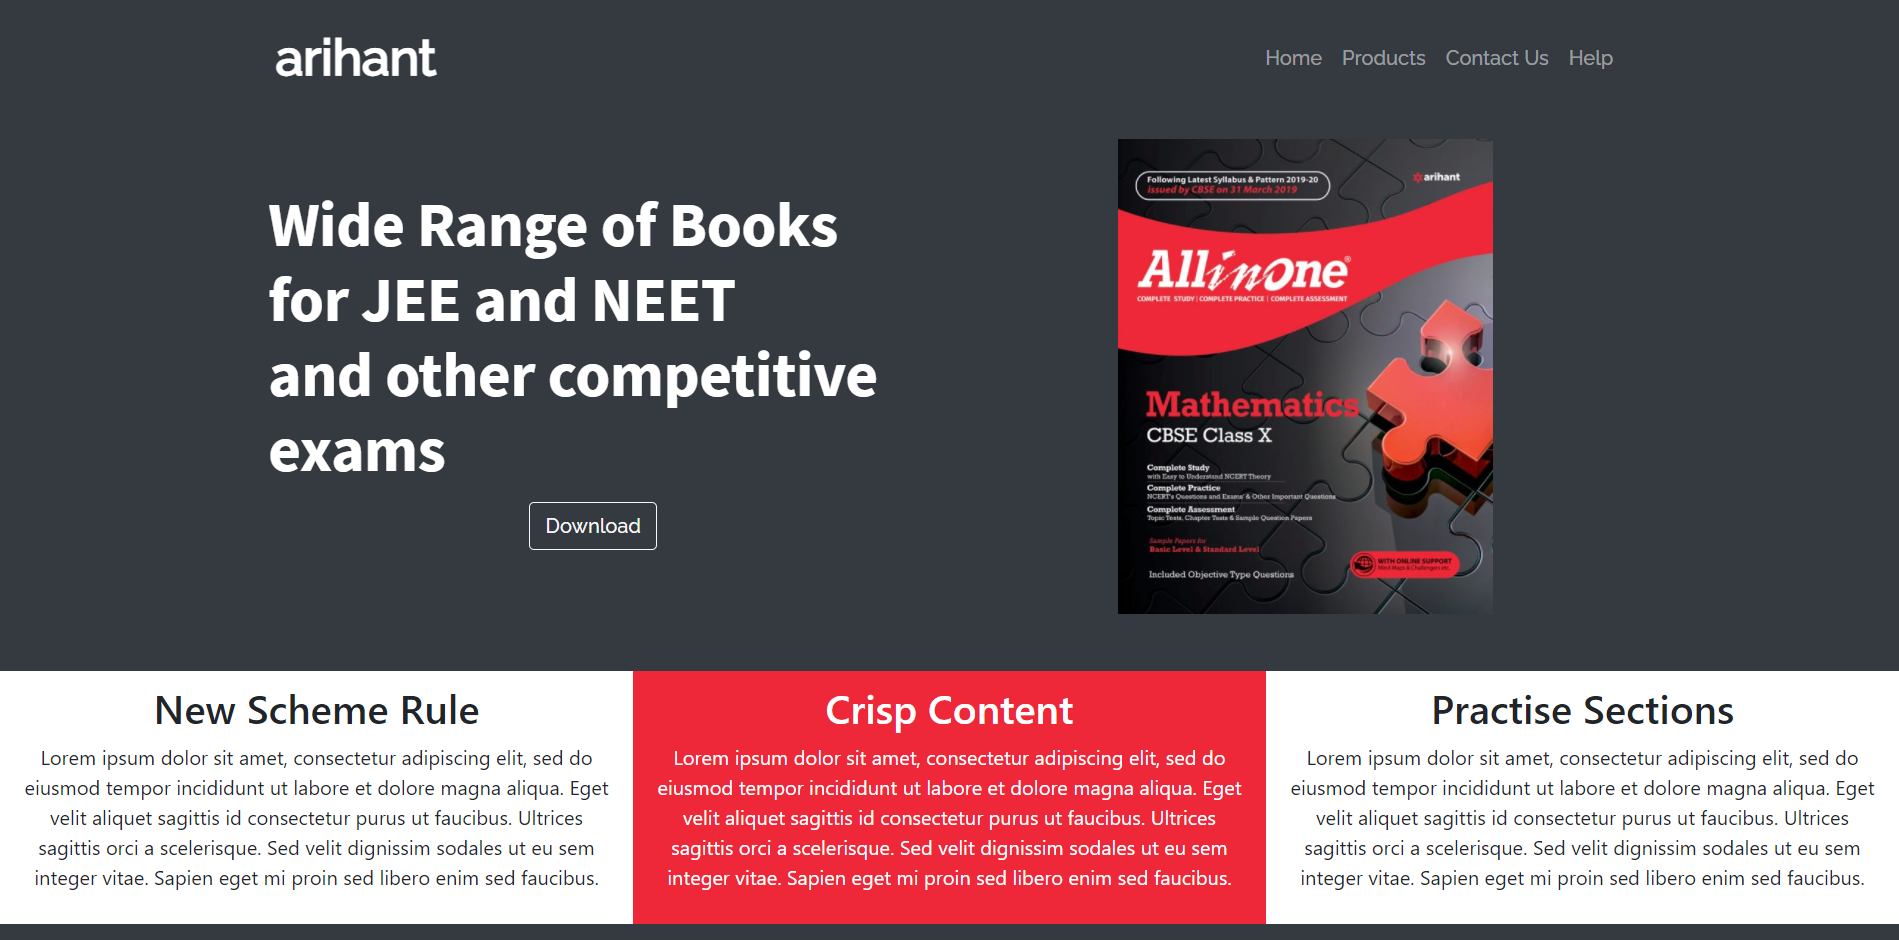 arihant
Home Products Contact Us Help
Wide Range of Books
for JEE and NEET
and other competitive
exams
Download
Following Latest Syllabus & Pattern 2019-20
issued by CBSE on 31 March 2019
arihant
All in One®
COMPLETE STUDY | COMPLETE PRACTICE | COMPLETE ASSESSMENT
Mathematics
CBSE Class X
Complete Study
with Easy to Understand NCERT Theory
Complete Practice
NCERT's Questions and Exams' & Other Important Questions
Complete Assessment
Topic Tests, Chapter Tests & Sample Question Papers
Sample Papers for
Basic Level & Standard Level
Included Objective Type Questions
WITH ONLINE SUPPORT
Mind Maps & Challengers etc.
New Scheme Rule
Lorem ipsum dolor sit amet, consectetur adipiscing elit, sed do
eiusmod tempor incididunt ut labore et dolore magna aliqua. Eget
velit aliquet sagittis id consectetur purus ut faucibus. Ultrices
sagittis orci a scelerisque. Sed velit dignissim sodales ut eu sem
integer vitae. Sapien eget mi proin sed libero enim sed faucibus.
Crisp Content
Lorem ipsum dolor sit amet, consectetur adipiscing elit, sed do
eiusmod tempor incididunt ut labore et dolore magna aliqua. Eget
velit aliquet sagittis id consectetur purus ut faucibus. Ultrices
sagittis orci a scelerisque. Sed velit dignissim sodales ut eu sem
integer vitae. Sapien eget mi proin sed libero enim sed faucibus.
Practise Sections
Lorem ipsum dolor sit amet, consectetur adipiscing elit, sed do
eiusmod tempor incididunt ut labore et dolore magna aliqua. Eget
velit aliquet sagittis id consectetur purus ut faucibus. Ultrices
sagittis orci a scelerisque. Sed velit dignissim sodales ut eu sem
integer vitae. Sapien eget mi proin sed libero enim sed faucibus.